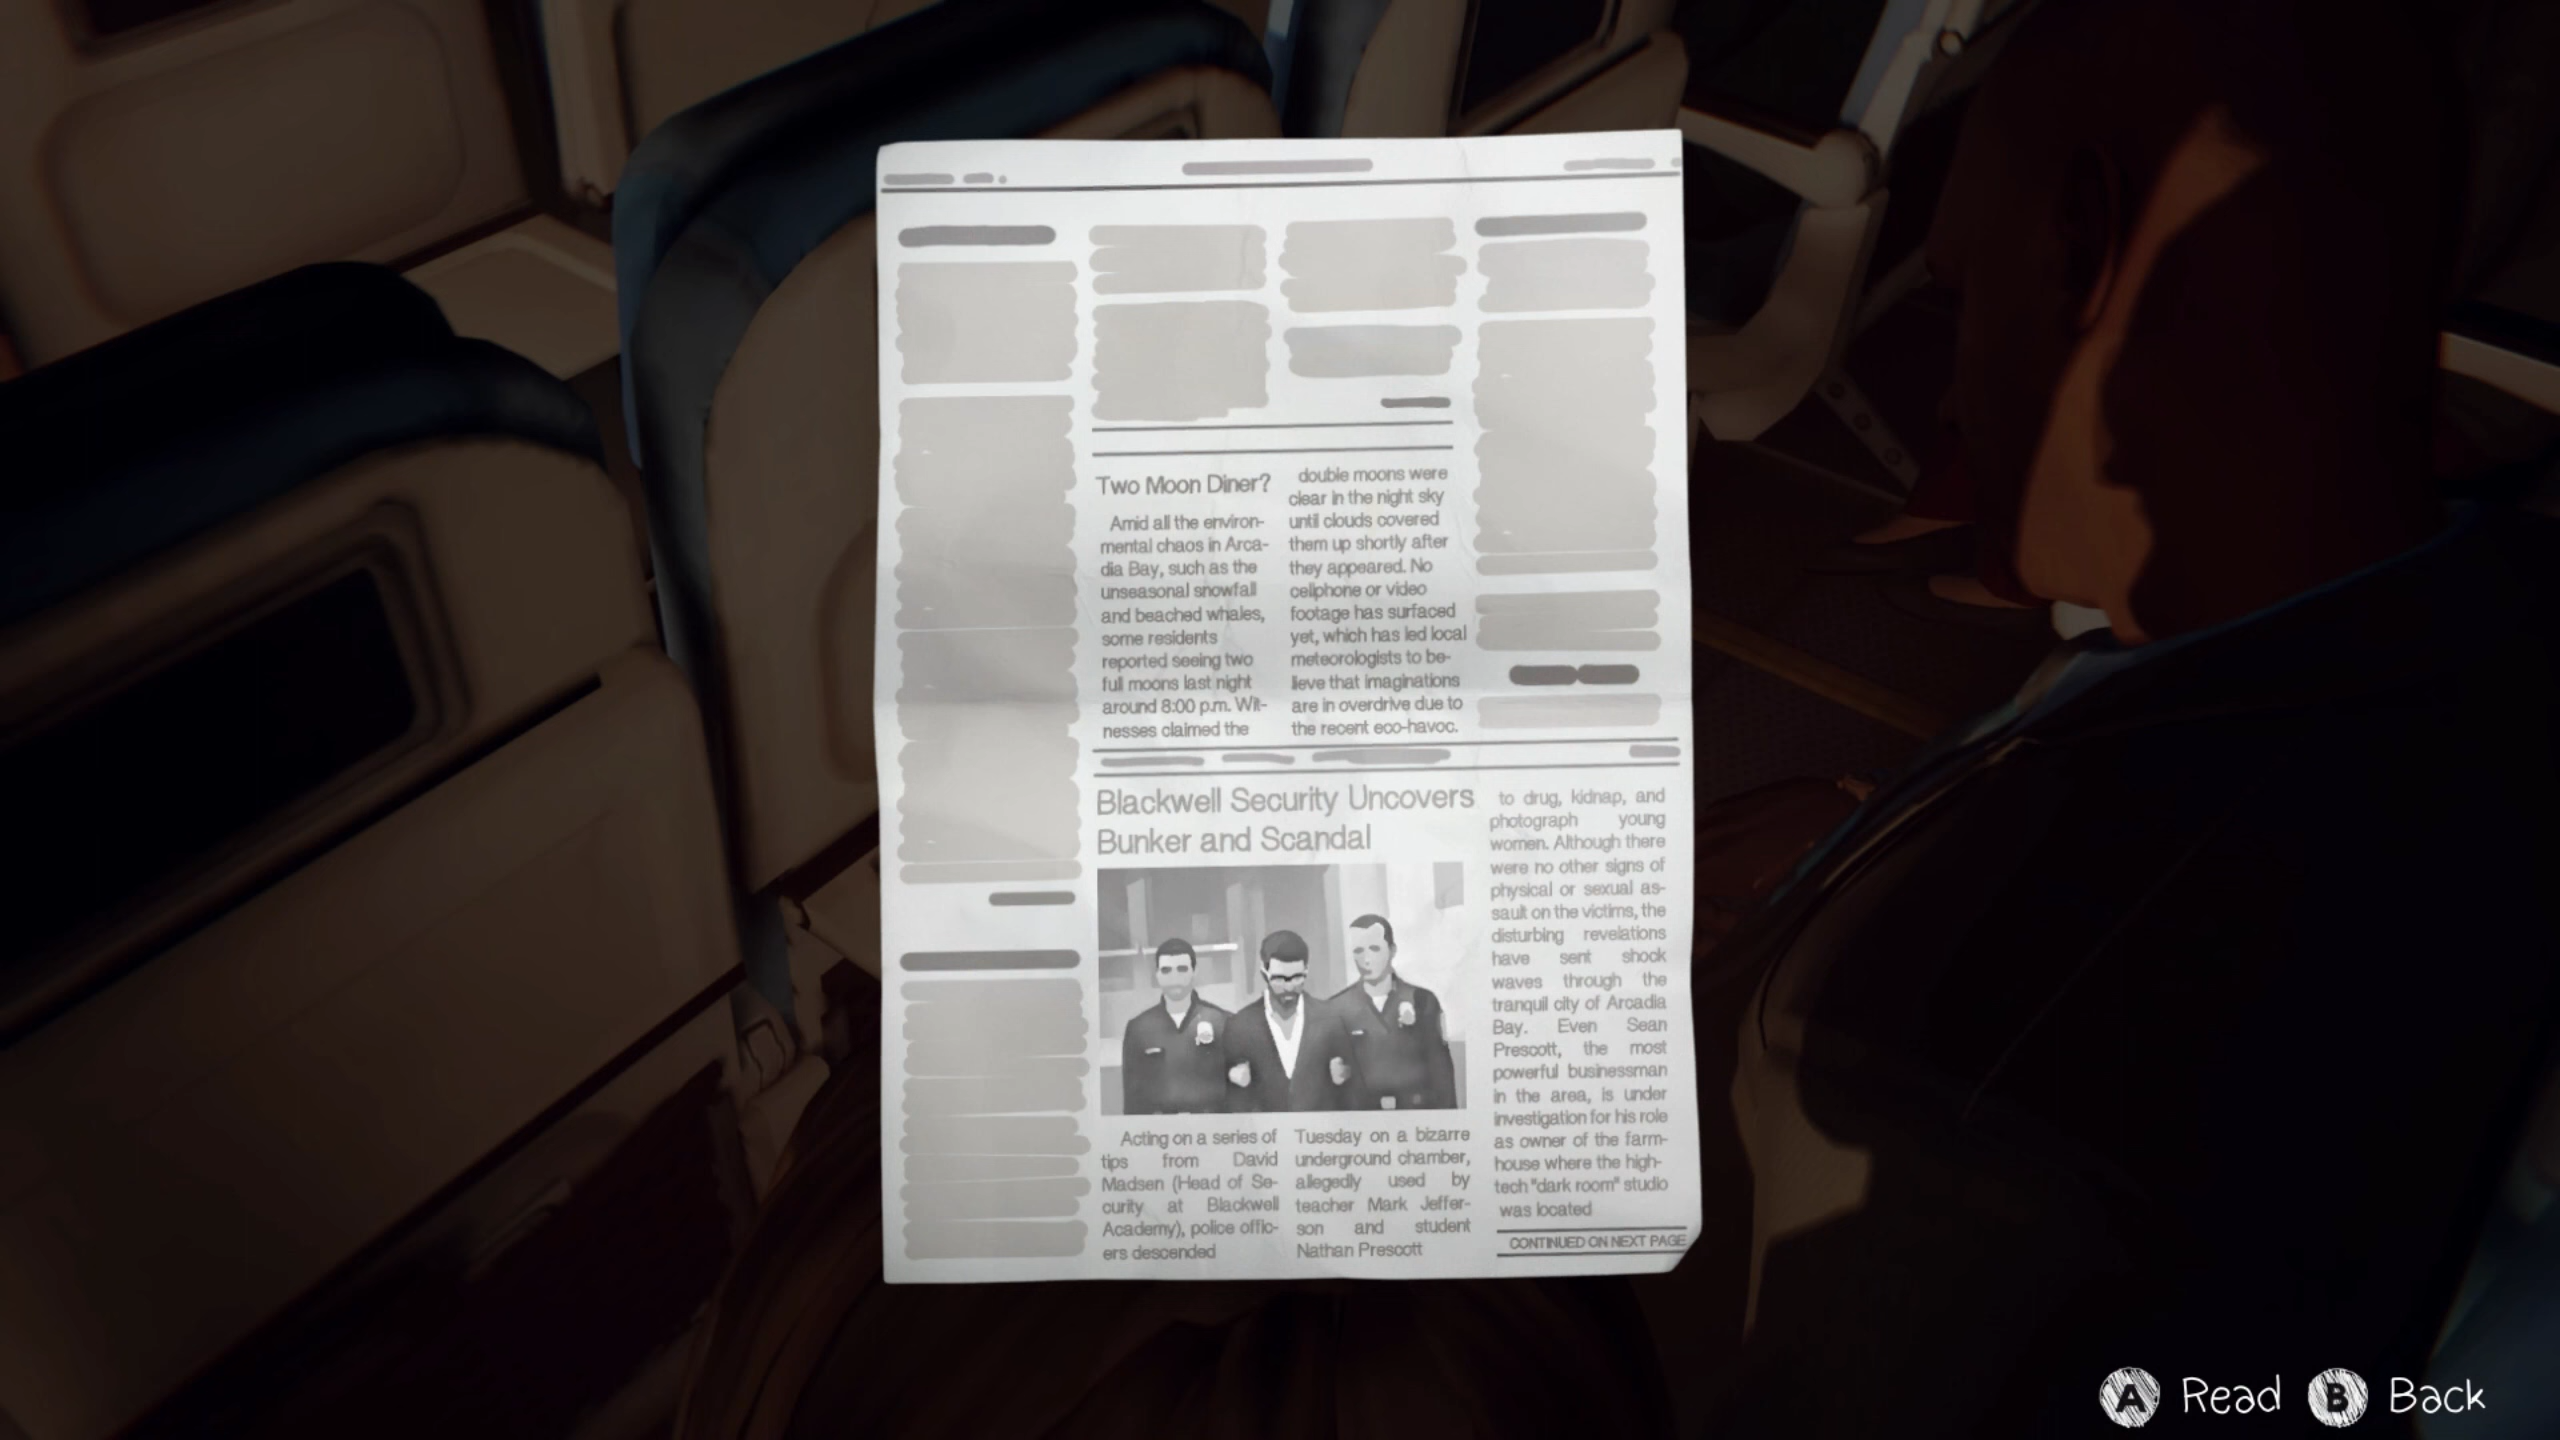 Two Moon Diner?
Amid all the environ-
mental chaos in Arca-
dia Bay, such as the
unseasonal snowfall
and beached whales,
some residents
reported seeing two
full moons last night
around 8:00 p.m. Wit-
nesses claimed the
double moons were
clear in the night sky
until clouds covered
them up shortly after
they appeared. No
cellphone or video
footage has surfaced
yet, which has led local
meteorologists to be-
lieve that imaginations
are in overdrive due to
the recent eco-havoc.
Blackwell Security Uncovers
Bunker and Scandal
Acting on a series of
tips from David
Madsen (Head of Se-
curity at Blackwell
Academy), police offic-
ers descended
Tuesday on a bizarre
underground chamber,
allegedly used by
teacher Mark Jeffer-
son and student
Nathan Prescott
to drug, kidnap, and
photograph young
women. Although there
were no other signs of
physical or sexual as-
sault on the victims, the
disturbing revelations
have sent shock
waves through the
tranquil city of Arcadia
Bay. Even Sean
Prescott, the most
powerful businessman
in the area, is under
investigation for his role
as owner of the farm-
house where the high-
tech "dark room" studio
was located
CONTINUED ON NEXT PAGE
A Read B Back